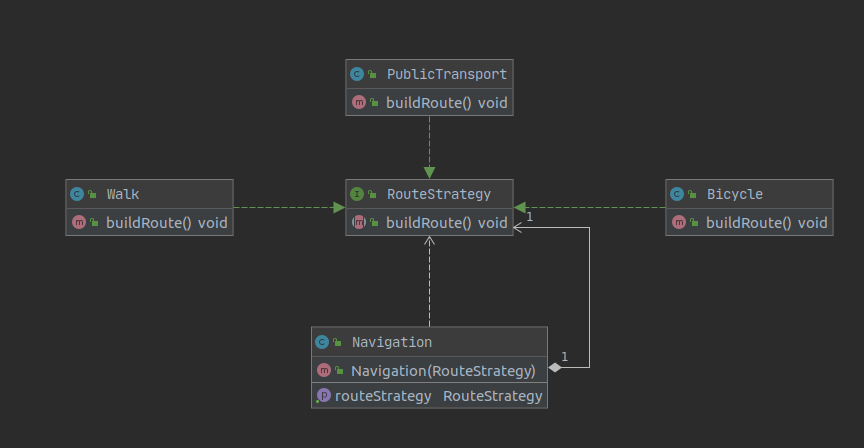 PublicTransport
buildRoute() void
Walk
buildRoute() void
RouteStrategy
buildRoute() void
Bicycle
buildRoute() void
1
Navigation
Navigation(RouteStrategy)
routeStrategy RouteStrategy
1